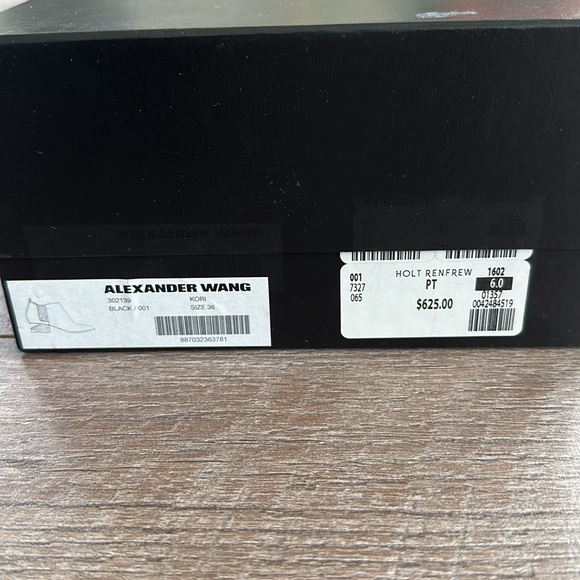 ALEXANDER WANG
302139 KORI
BLACK / 001 SIZE 36
887032363781
001 HOLT RENFREW 1602
7327 PT 6.0
065 $625.00 01357
0042484519